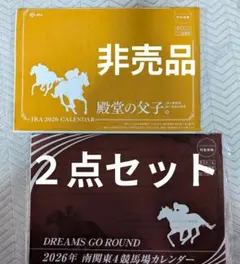 非売品
殿堂の父子。
JRA 2026 CALENDAR
2点セット
DREAMS GO ROUND
2026年 南関東4競馬場カレンダー